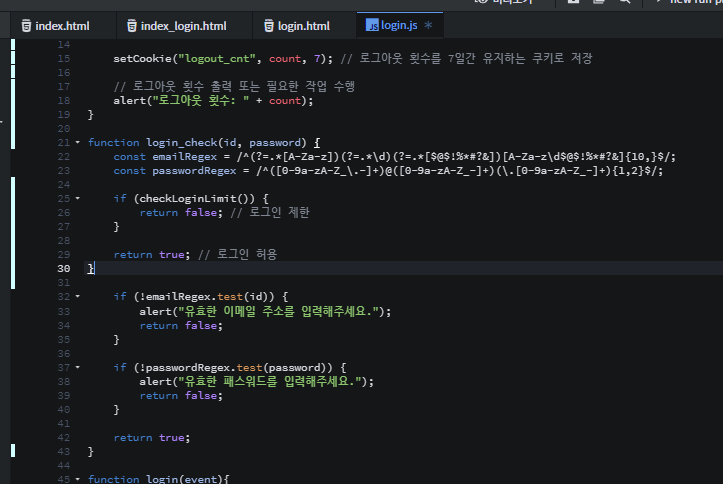 index.html
index_login.html
login.html
JS login.js
14
15 setCookie("logout_cnt", count, 7); // 로그아웃 횟수를 7일간 유지하는 쿠키로 저장
16
17 // 로그아웃 횟수 출력 또는 필요한 작업 수행
18 alert("로그아웃 횟수: " + count);
19 }
20
21 function login_check(id, password) {
22 const emailRegex = /^(?=.*[A-Za-z])(?=.*\d)(?=.*[$@$!%*#?&])[A-Za-z\d$@$!%*#?&]{10,}$/;
23 const passwordRegex = /^([0-9a-zA-Z_\.-]+)@([0-9a-zA-Z_-]+)(\.[0-9a-zA-Z_-]+){1,2}$/;
24
25 if (checkLoginLimit()) {
26 return false; // 로그인 제한
27 }
28
29 return true; // 로그인 허용
30 }
31
32 if (!emailRegex.test(id)) {
33 alert("유효한 이메일 주소를 입력해주세요.");
34 return false;
35 }
36
37 if (!passwordRegex.test(password)) {
38 alert("유효한 패스워드를 입력해주세요.");
39 return false;
40 }
41
42 return true;
43 }
44
45 function login(event){